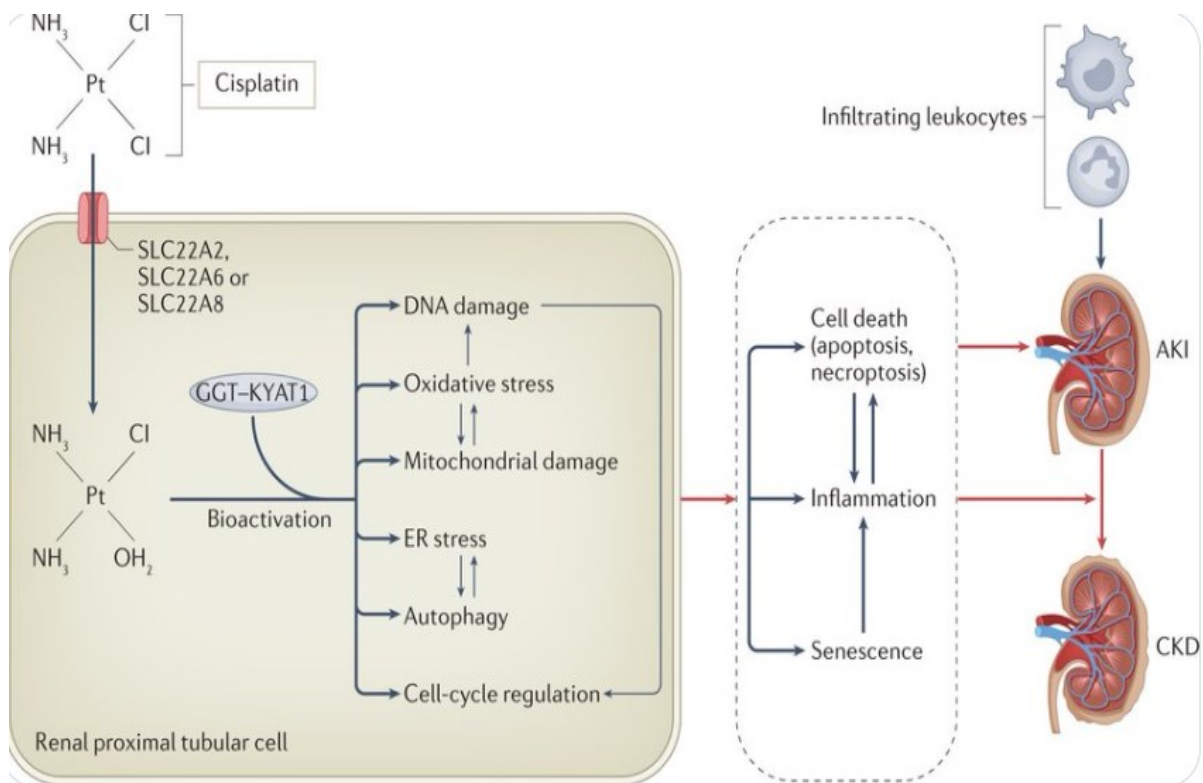 NH₃ Cl
Pt
NH₃ Cl
Cisplatin
SLC22A2,
SLC22A6 or
SLC22A8
NH₃ Cl
Pt
NH₃ OH₂
GGT–KYAT1
Bioactivation
DNA damage
Oxidative stress
Mitochondrial damage
ER stress
Autophagy
Cell-cycle regulation
Renal proximal tubular cell
Cell death
(apoptosis,
necroptosis)
Inflammation
Senescence
Infiltrating leukocytes
AKI
CKD